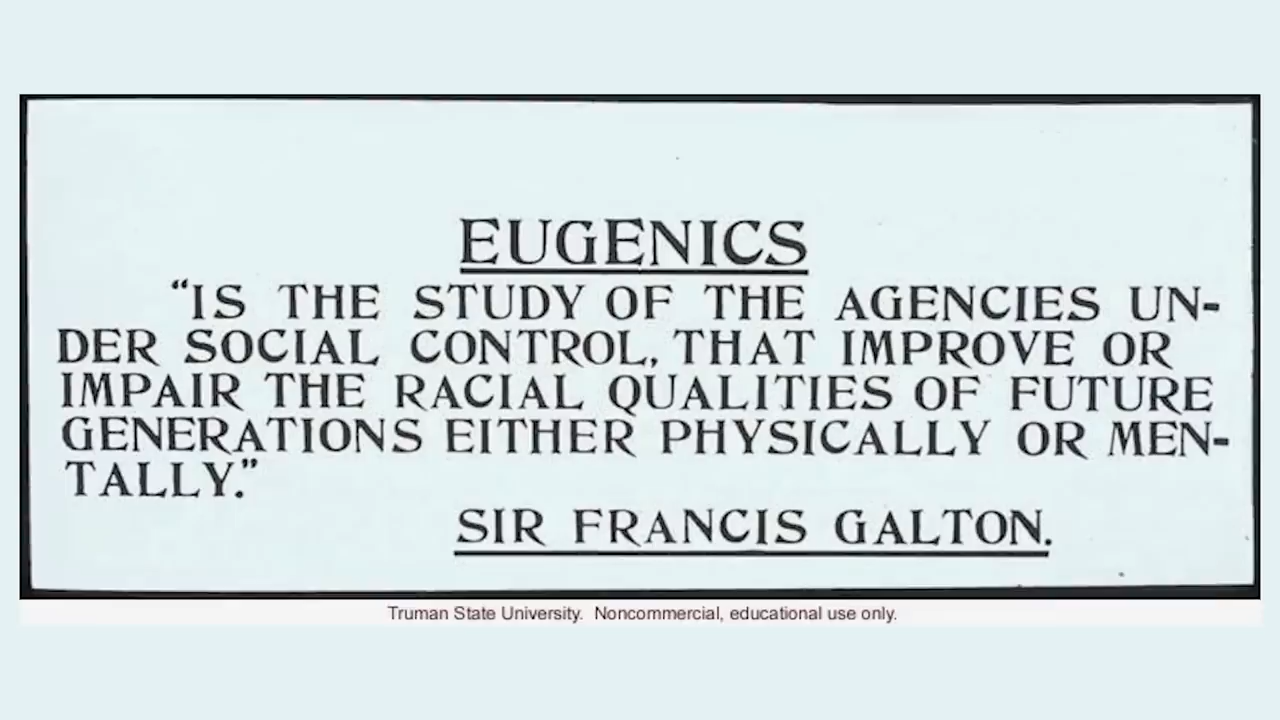 EUGENICS
“IS THE STUDY OF THE AGENCIES UN-
DER SOCIAL CONTROL, THAT IMPROVE OR
IMPAIR THE RACIAL QUALITIES OF FUTURE
GENERATIONS EITHER PHYSICALLY OR MEN-
TALLY.”
SIR FRANCIS GALTON.
Truman State University. Noncommercial, educational use only.